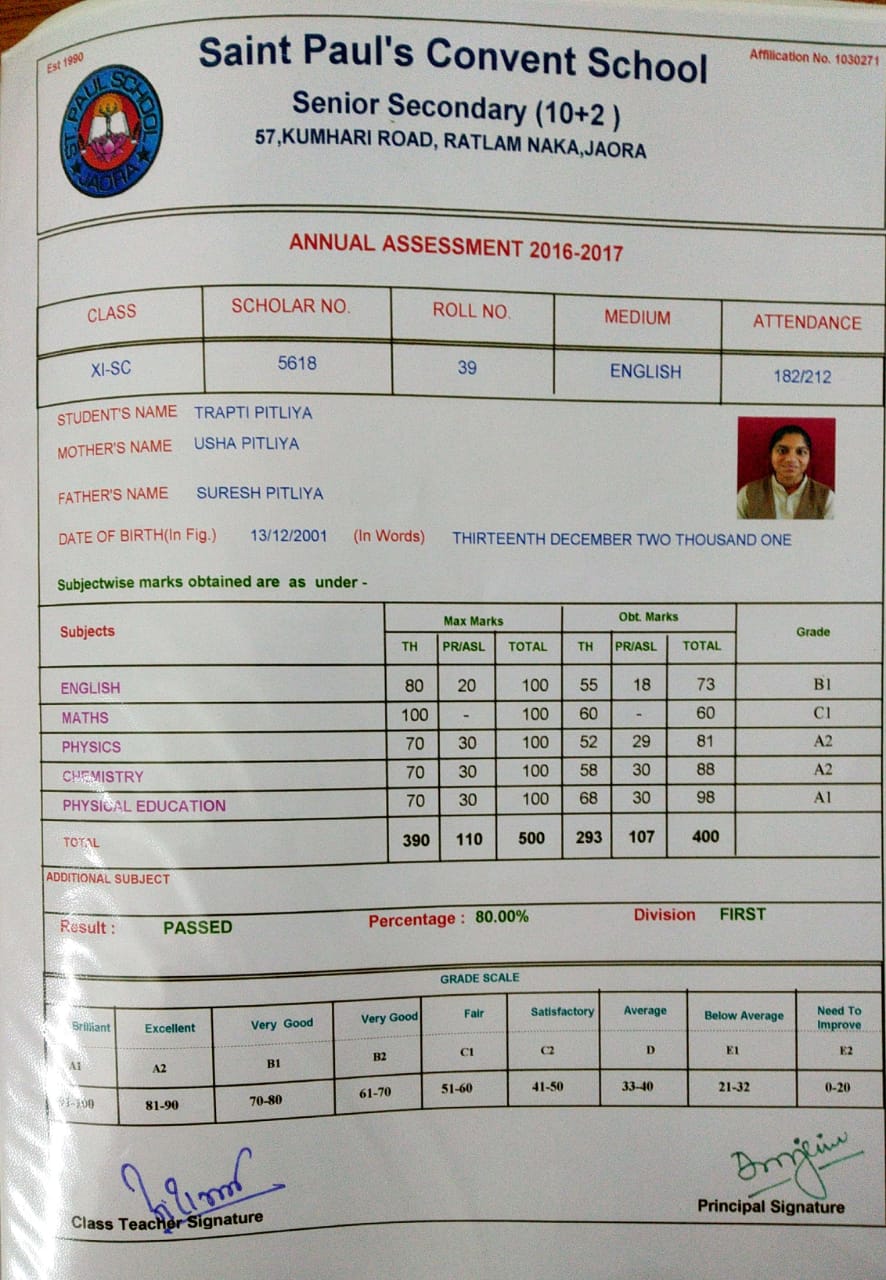 Est 1990
Affilication No. 1030271
Saint Paul's Convent School
Senior Secondary (10+2 )
57,KUMHARI ROAD, RATLAM NAKA,JAORA
ST. PAUL SCHOOL
JAORA
ANNUAL ASSESSMENT 2016-2017
CLASS SCHOLAR NO. ROLL NO. MEDIUM ATTENDANCE
XI-SC 5618 39 ENGLISH 182/212
STUDENT'S NAME TRAPTI PITLIYA
MOTHER'S NAME USHA PITLIYA
FATHER'S NAME SURESH PITLIYA
DATE OF BIRTH(In Fig.) 13/12/2001 (In Words) THIRTEENTH DECEMBER TWO THOUSAND ONE
Subjectwise marks obtained are as under -
Subjects Max Marks Obt. Marks Grade
TH PR/ASL TOTAL TH PR/ASL TOTAL
ENGLISH 80 20 100 55 18 73 B1
MATHS 100 - 100 60 - 60 C1
PHYSICS 70 30 100 52 29 81 A2
CHEMISTRY 70 30 100 58 30 88 A2
PHYSICAL EDUCATION 70 30 100 68 30 98 A1
TOTAL 390 110 500 293 107 400
ADDITIONAL SUBJECT
Result : PASSED Percentage : 80.00% Division FIRST
GRADE SCALE
Brilliant Excellent Very Good Very Good Fair Satisfactory Average Below Average Need To Improve
A1 A2 B1 B2 C1 C2 D E1 E2
91-100 81-90 70-80 61-70 51-60 41-50 33-40 21-32 0-20
Class Teacher Signature Principal Signature